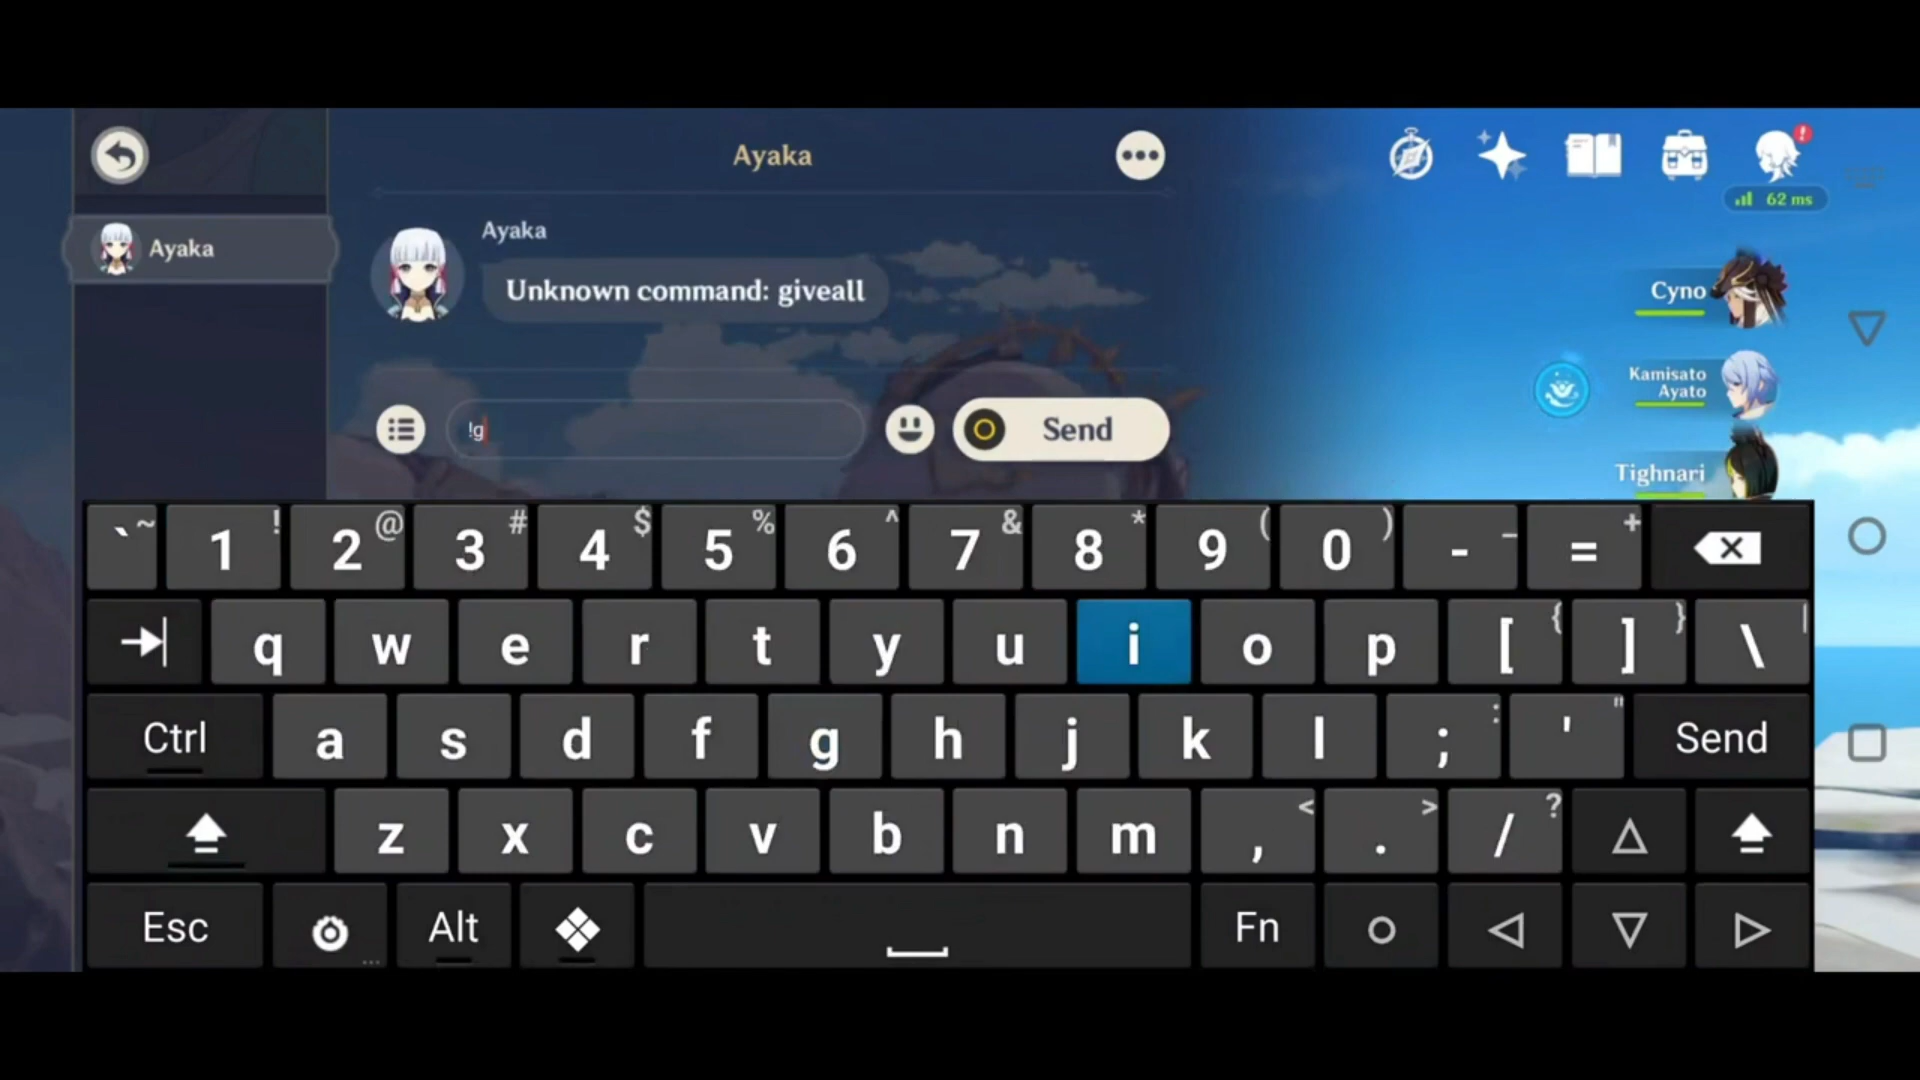 Ayaka
Ayaka
Ayaka
Unknown command: giveall
!g
Send
62 ms
Cyno
Kamisato
Ayato
Tighnari
` ~ 1 ! 2 @ 3 # 4 $ 5 % 6 ^ 7 & 8 * 9 ( 0 ) - _ = +
q w e r t y u i o p [ { ] } \ |
Ctrl a s d f g h j k l ; : ' " Send
z x c v b n m , < . > / ?
Esc Alt Fn